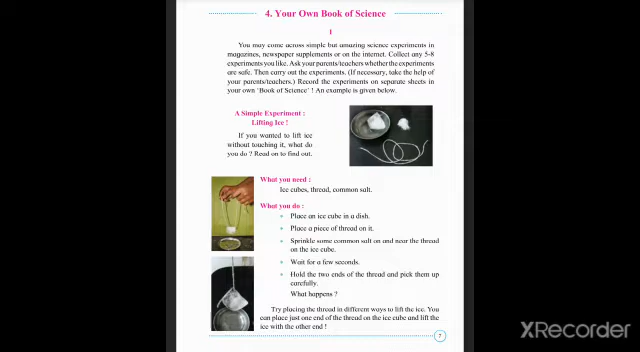 4. Your Own Book of Science
I
You may come across simple but amazing science experiments in
magazines, newspaper supplements or on the internet. Collect any 5-8
experiments you like. Ask your parents/teachers whether the experiments
are safe. Then carry out the experiments. (If necessary, take the help of
your parents/teachers.) Record the experiments on separate sheets in
your own 'Book of Science' ! An example is given below.
A Simple Experiment :
Lifting Ice !
If you wanted to lift ice
without touching it, what do
you do ? Read on to find out.
What you need :
Ice cubes, thread, common salt.
What you do :
• Place an ice cube in a dish.
• Place a piece of thread on it.
• Sprinkle some common salt on and near the thread
on the ice cube.
• Wait for a few seconds.
• Hold the two ends of the thread and pick them up
carefully.
What happens ?
Try placing the thread in different ways to lift the ice. You
can place just one end of the thread on the ice cube and lift the
ice with the other end !
7
XRecorder